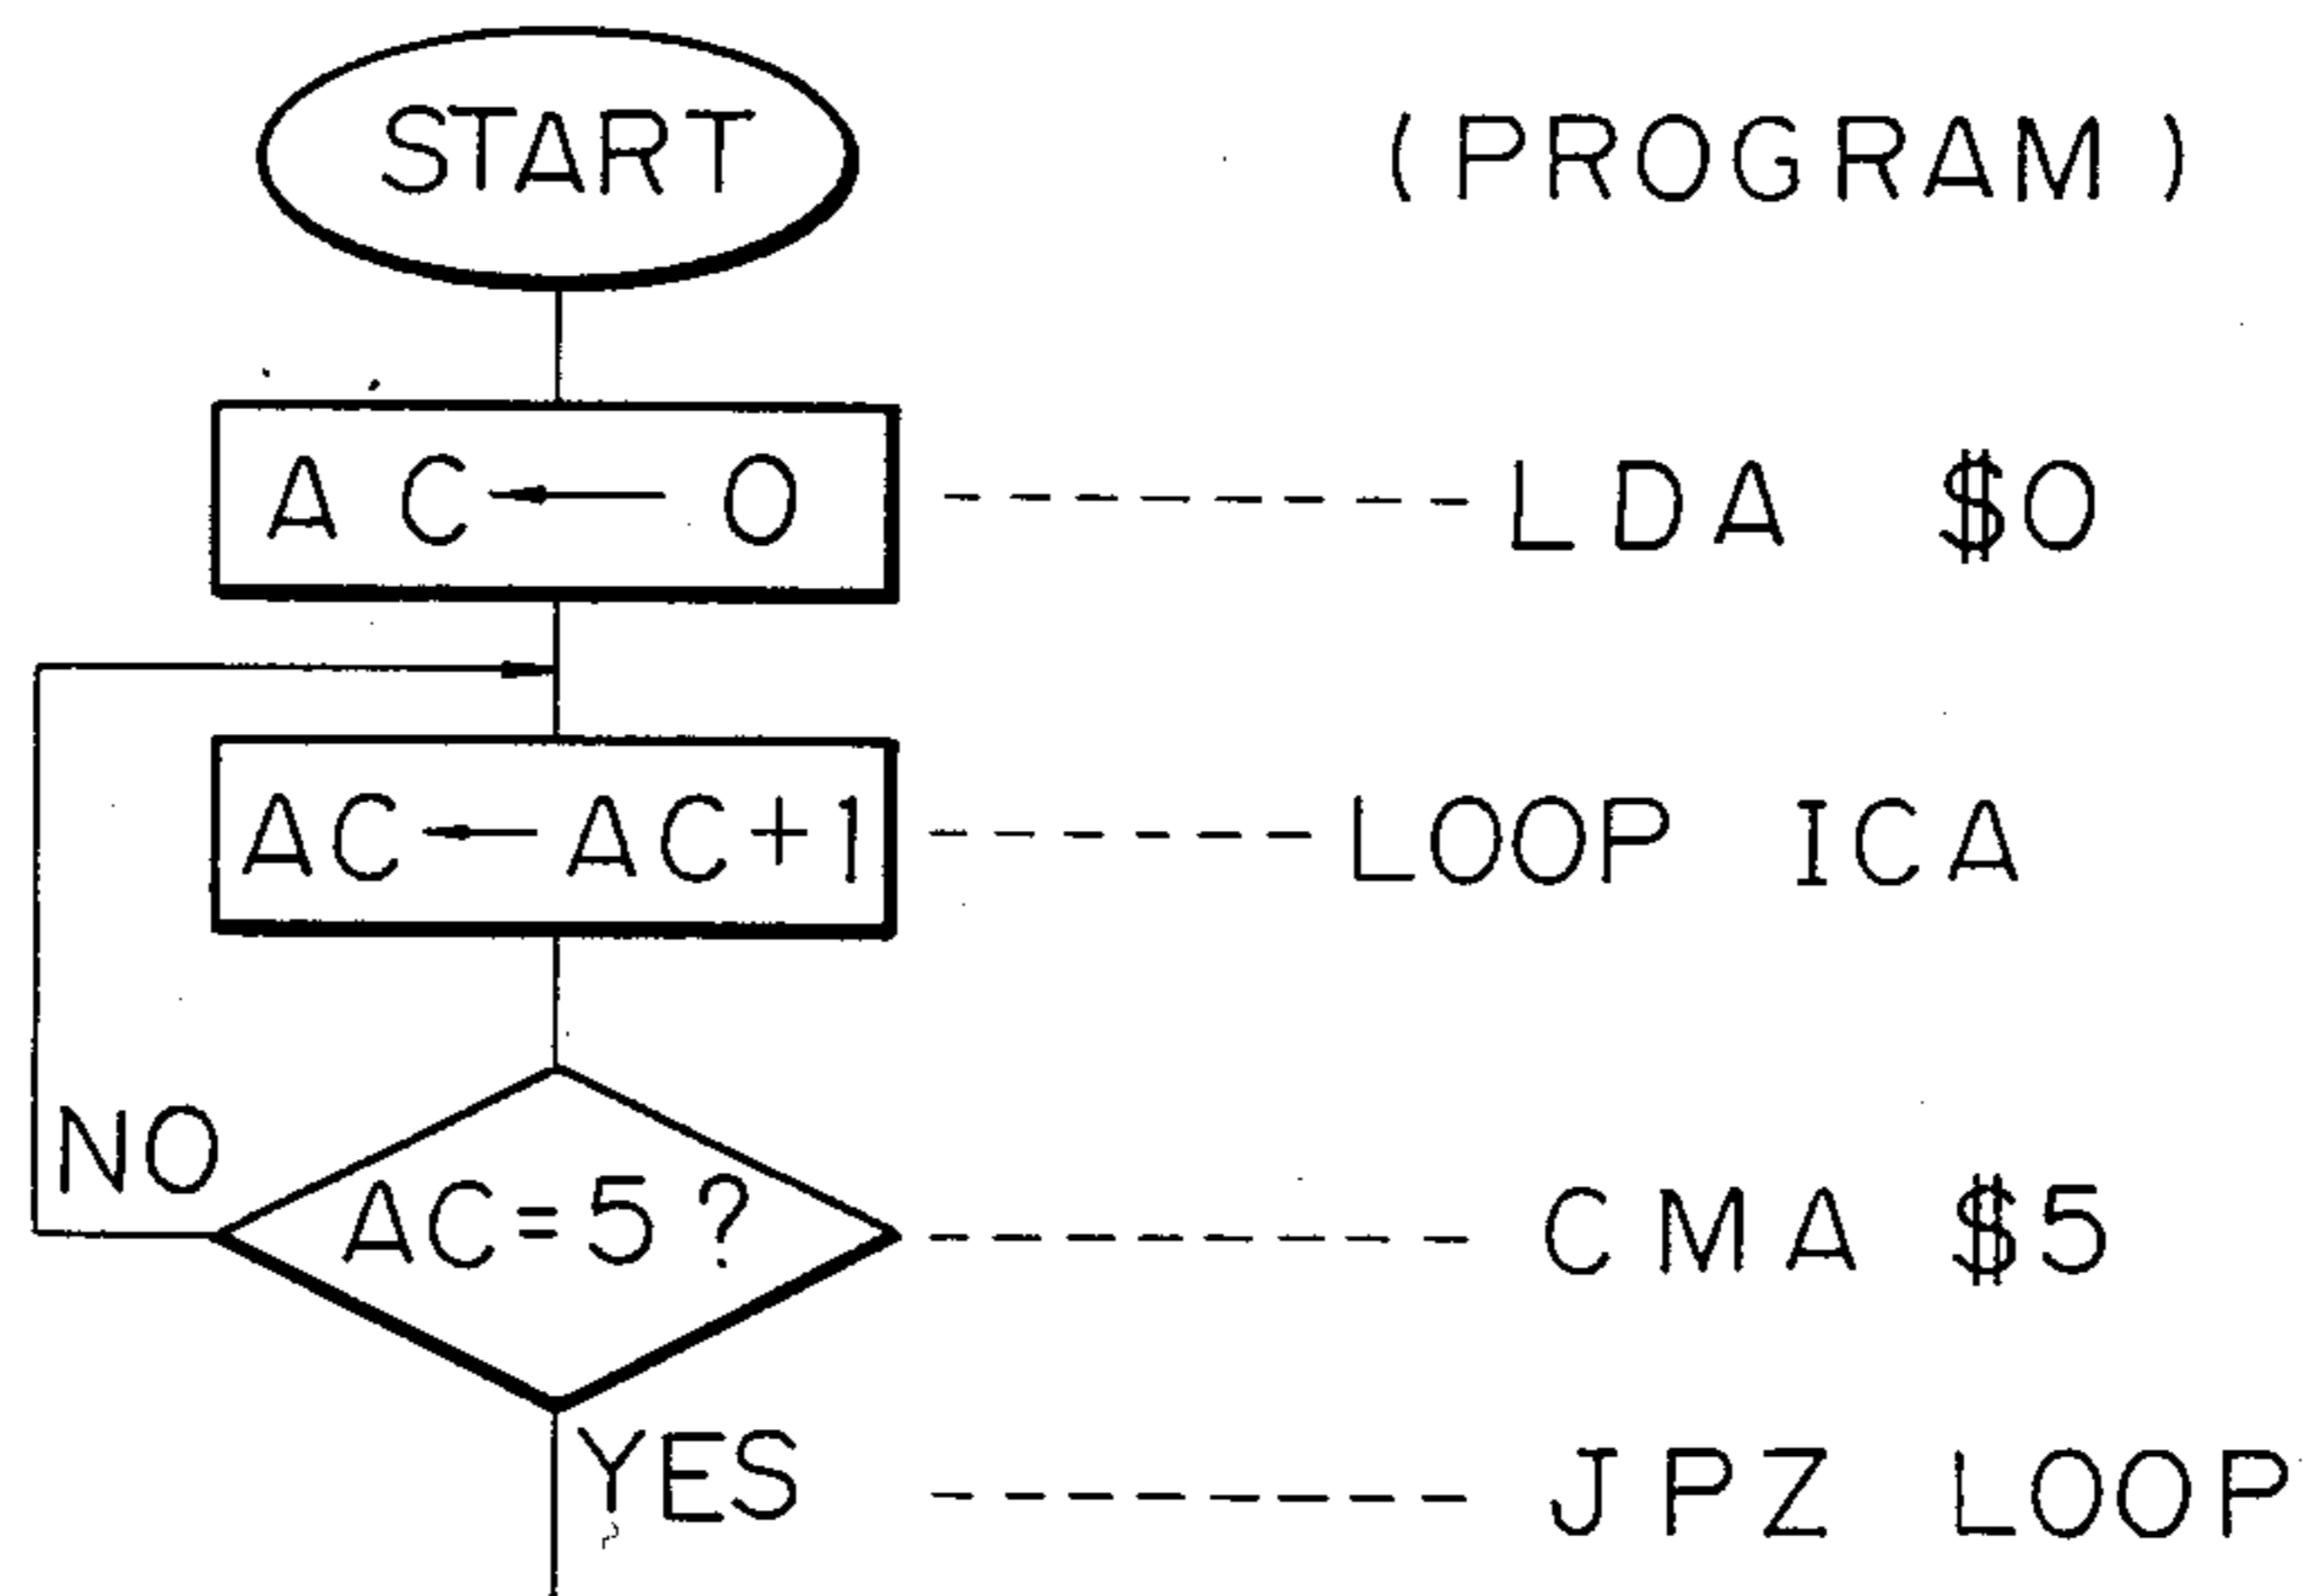 START (PROGRAM)
AC ← 0 LDA $0
AC ← AC+1 LOOP ICA
NO
AC=5? CMA $5
YES JPZ LOOP